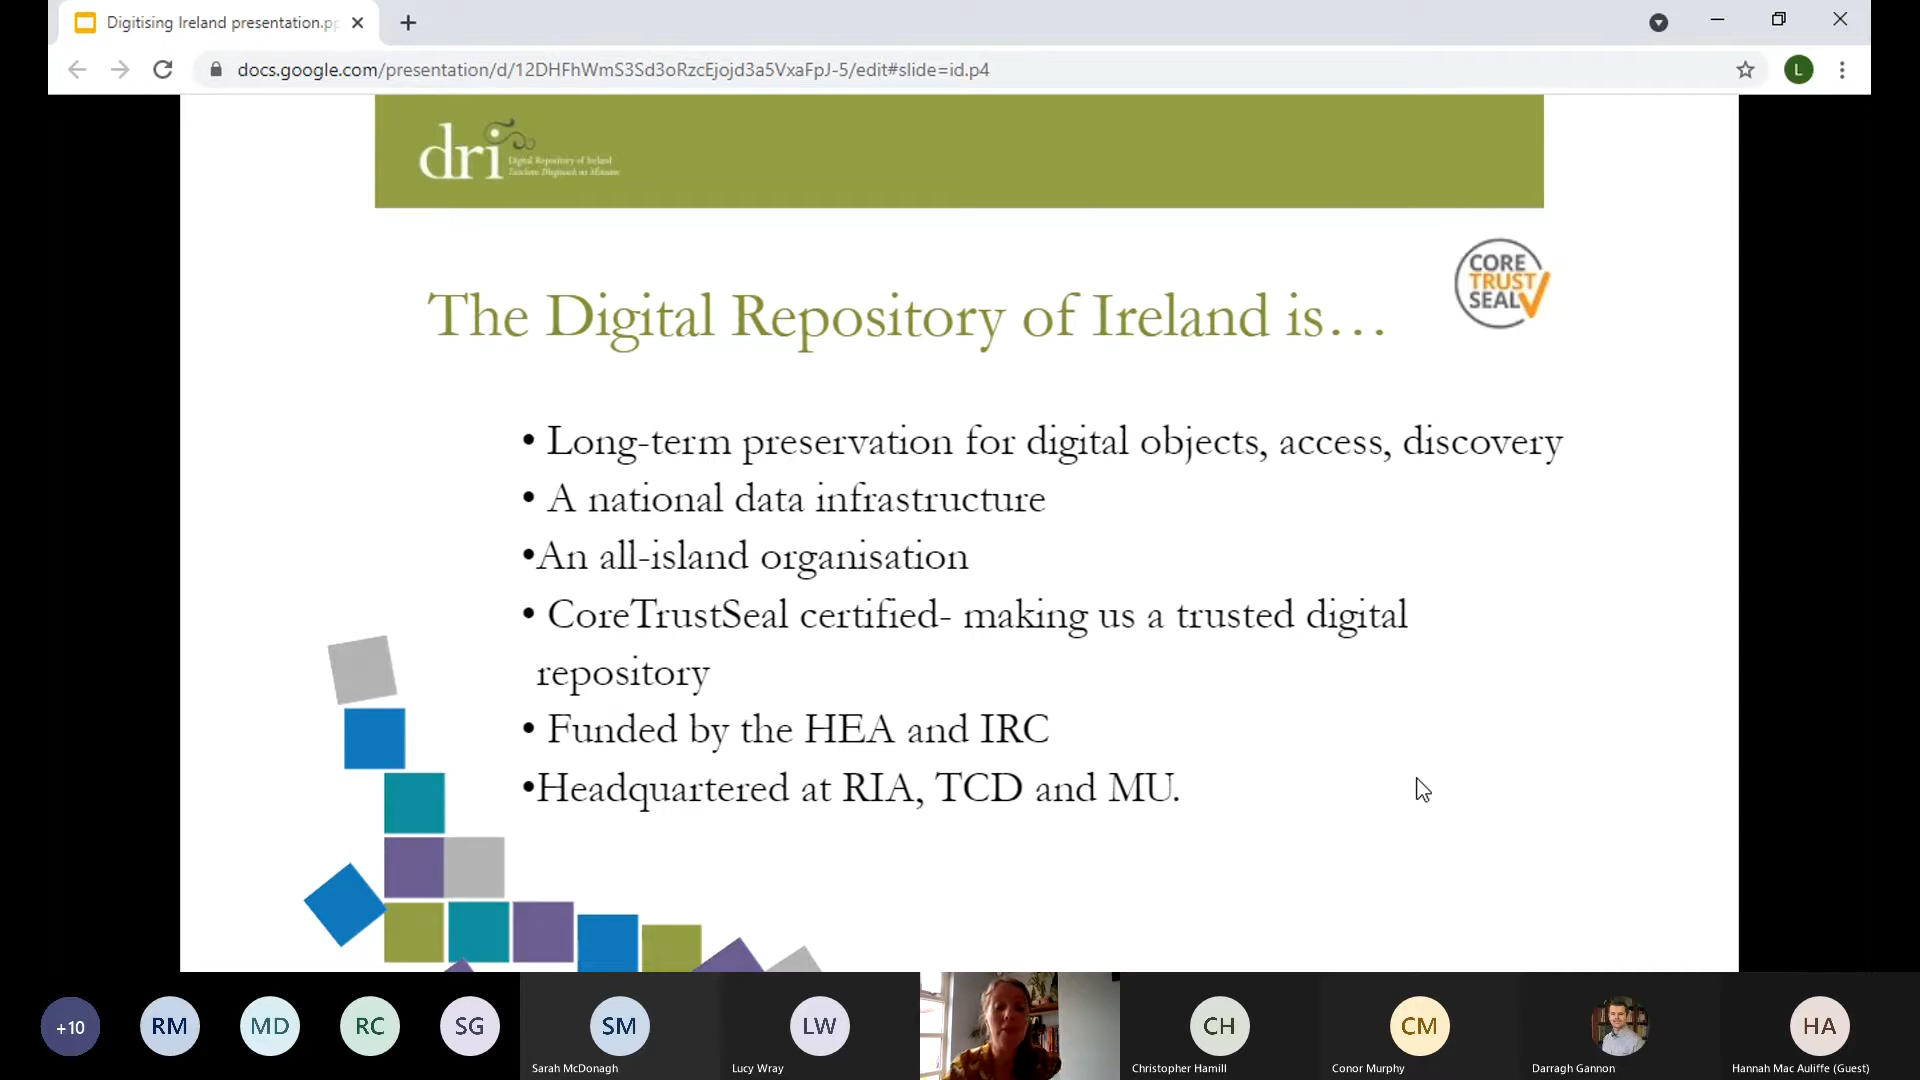 Digitising Ireland presentation.pp
docs.google.com/presentation/d/12DHFhWmS3Sd3oRzcEjojd3a5VxaFpJ-5/edit#slide=id.p4
L
dri
Digital Repository of Ireland
CORE
TRUST
SEAL
The Digital Repository of Ireland is…
• Long-term preservation for digital objects, access, discovery
• A national data infrastructure
•An all-island organisation
• CoreTrustSeal certified- making us a trusted digital
repository
• Funded by the HEA and IRC
•Headquartered at RIA, TCD and MU.
+10
RM
MD
RC
SG
SM
LW
CH
CM
HA
Sarah McDonagh
Lucy Wray
Christopher Hamill
Conor Murphy
Darragh Gannon
Hannah Mac Auliffe (Guest)